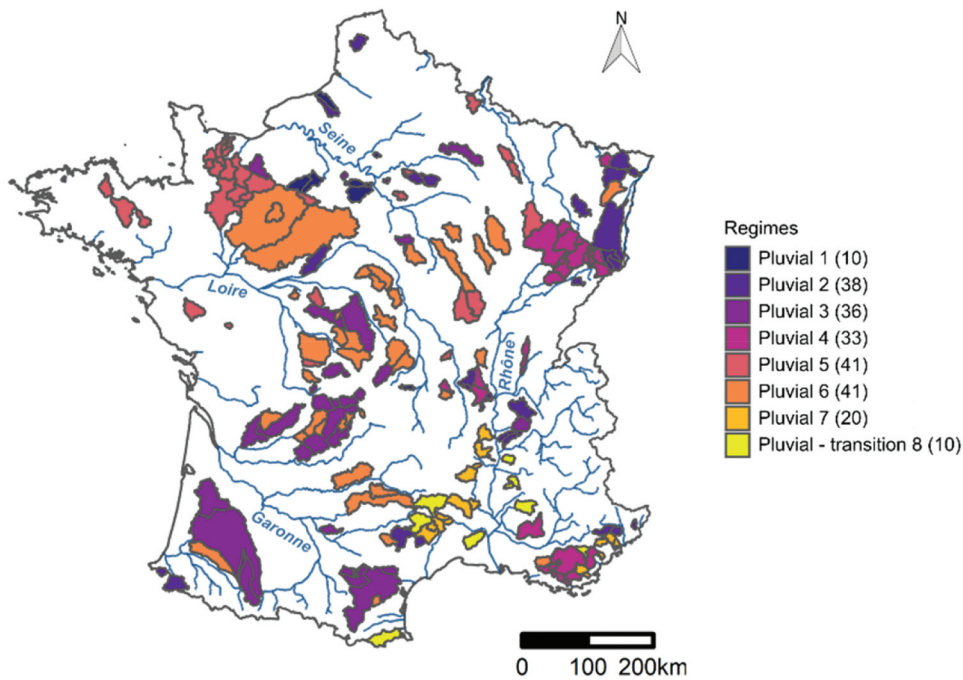 N
Seine
Loire
Rhône
Garonne
Regimes
Pluvial 1 (10)
Pluvial 2 (38)
Pluvial 3 (36)
Pluvial 4 (33)
Pluvial 5 (41)
Pluvial 6 (41)
Pluvial 7 (20)
Pluvial - transition 8 (10)
0 100 200km